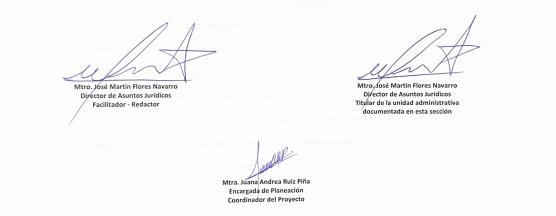 Mtro. José Martin Flores Navarro
Director de Asuntos Jurídicos
Facilitador - Redactor
Mtro. José Martin Flores Navarro
Director de Asuntos Jurídicos
Titular de la unidad administrativa
documentada en esta sección
Mtra. Juana Andrea Ruiz Piña
Encargada de Planeación
Coordinador del Proyecto